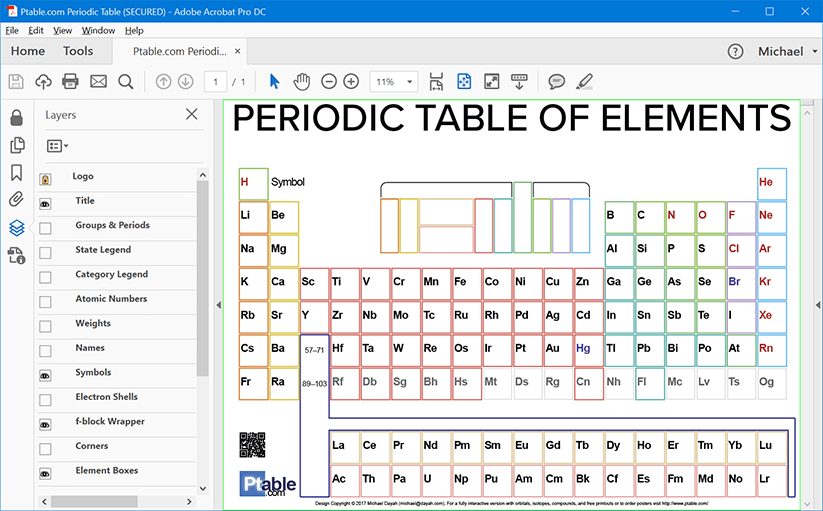 Ptable.com Periodic Table (SECURED) - Adobe Acrobat Pro DC
File Edit View Window Help
Home Tools Ptable.com Periodi... × Michael
1 / 1 11%
Layers
Logo
Title
Groups & Periods
State Legend
Category Legend
Atomic Numbers
Weights
Names
Symbols
Electron Shells
f-block Wrapper
Corners
Element Boxes
PERIODIC TABLE OF ELEMENTS
H Symbol He
Li Be B C N O F Ne
Na Mg Al Si P S Cl Ar
K Ca Sc Ti V Cr Mn Fe Co Ni Cu Zn Ga Ge As Se Br Kr
Rb Sr Y Zr Nb Mo Tc Ru Rh Pd Ag Cd In Sn Sb Te I Xe
Cs Ba 57–71 Hf Ta W Re Os Ir Pt Au Hg Tl Pb Bi Po At Rn
Fr Ra 89–103 Rf Db Sg Bh Hs Mt Ds Rg Cn Nh Fl Mc Lv Ts Og
La Ce Pr Nd Pm Sm Eu Gd Tb Dy Ho Er Tm Yb Lu
Ac Th Pa U Np Pu Am Cm Bk Cf Es Fm Md No Lr
Ptable
.com
Design Copyright © 2017 Michael Dayah (michael@dayah.com). For a fully interactive version with orbitals, isotopes, compounds, and free printouts or to order posters visit http://www.ptable.com/